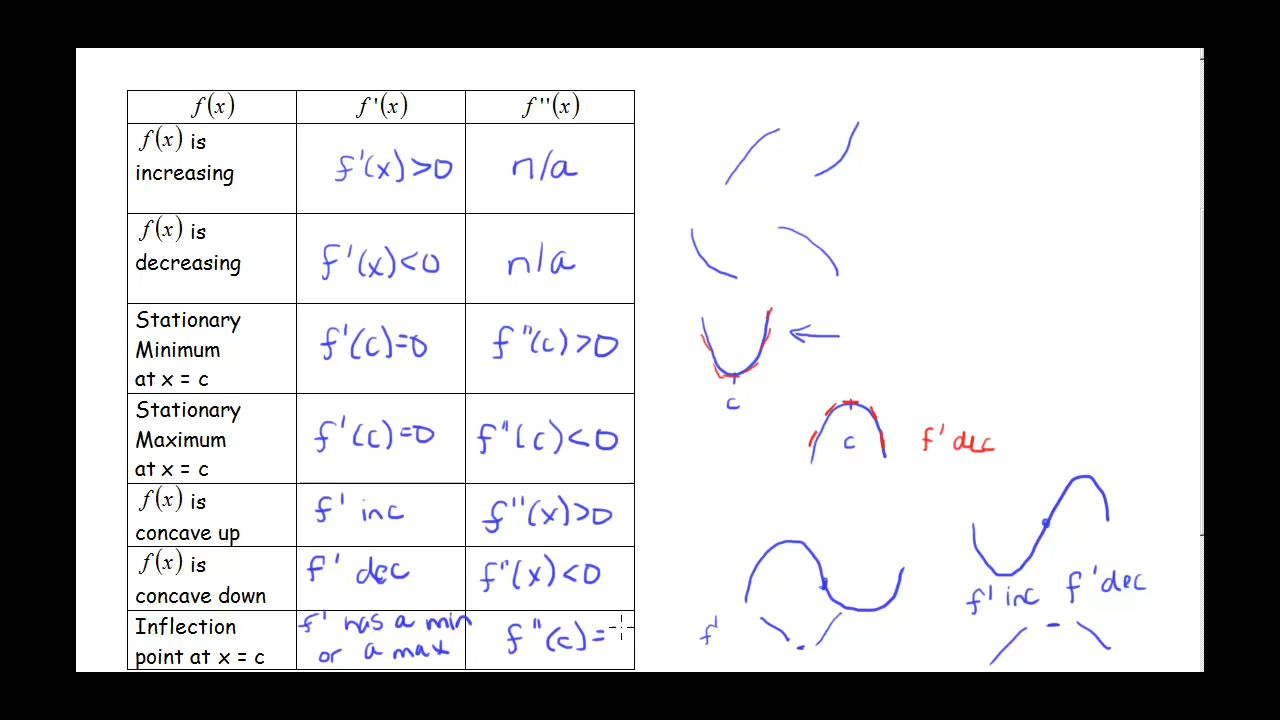 f(x) f'(x) f''(x)
f(x) is
increasing
f'(x)>0
n/a
f(x) is
decreasing
f'(x)<0
n/a
Stationary
Minimum
at x = c
f'(c)=0
f''(c)>0
c
Stationary
Maximum
at x = c
f'(c)=0
f''(c)<0
c
f' dec
f(x) is
concave up
f' inc
f''(x)>0
f(x) is
concave down
f' dec
f''(x)<0
f' inc f' dec
Inflection
point at x = c
f' has a min
or a max
f''(c)=
f'